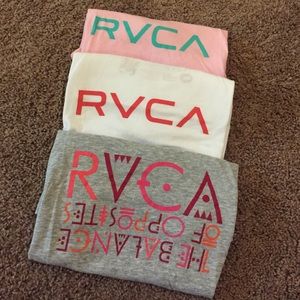 RVCA
RVCA
RVCA
THE BALANCE
OF OPPOSITES